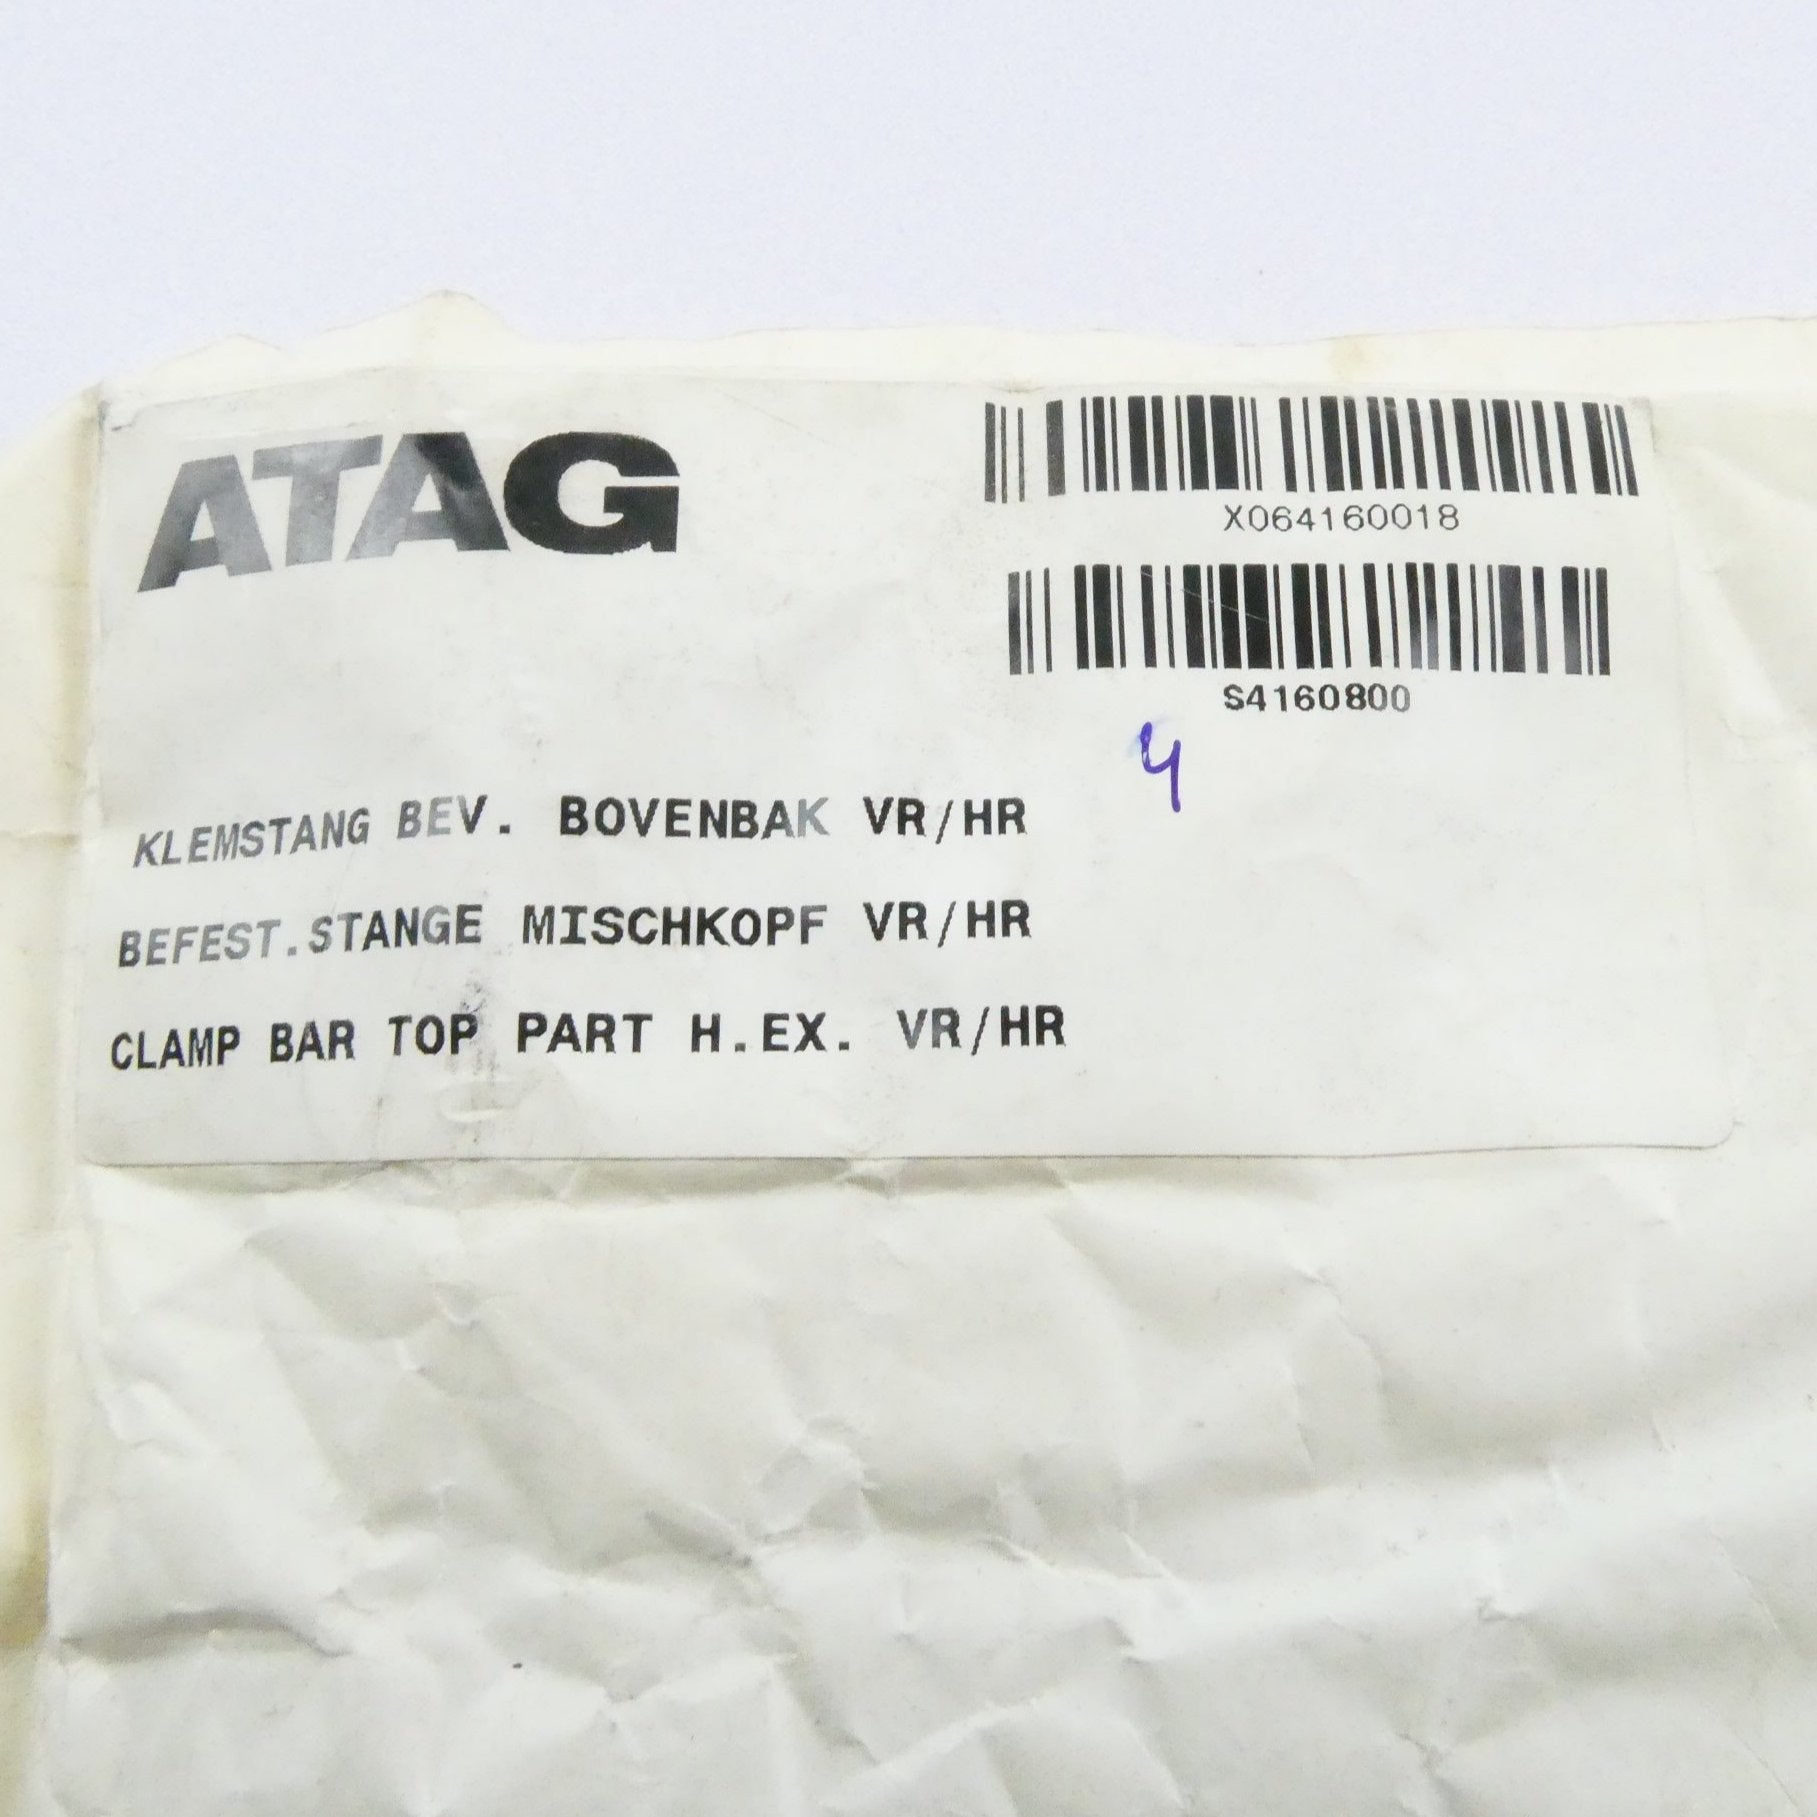 ATAG
X064160018
S4160800
4
KLEMSTANG BEV. BOVENBAK VR/HR
BEFEST.STANGE MISCHKOPF VR/HR
CLAMP BAR TOP PART H.EX. VR/HR